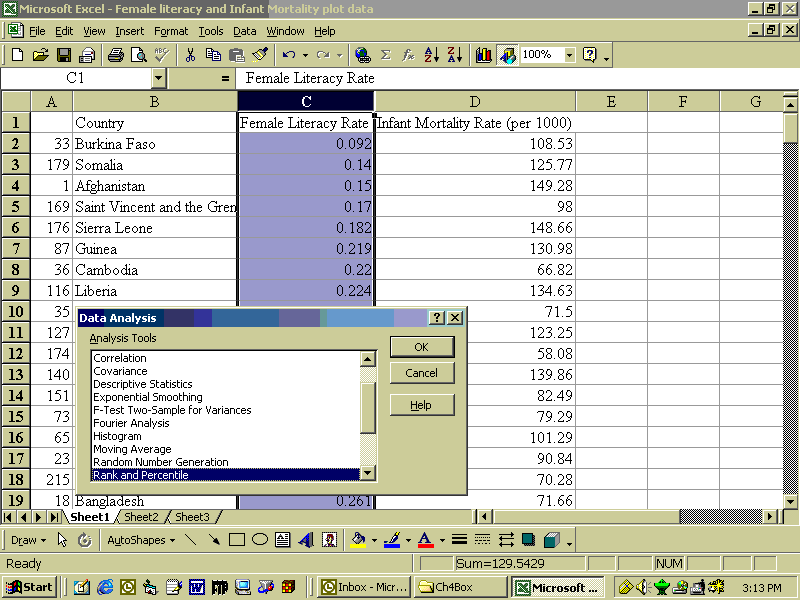 Microsoft Excel - Female literacy and Infant Mortality plot data
File Edit View Insert Format Tools Data Window Help
100%
C1 = Female Literacy Rate
A B C D E F G
1 Country Female Literacy Rate Infant Mortality Rate (per 1000)
2 33 Burkina Faso 0.092 108.53
3 179 Somalia 0.14 125.77
4 1 Afghanistan 0.15 149.28
5 169 Saint Vincent and the Gren 0.17 98
6 176 Sierra Leone 0.182 148.66
7 87 Guinea 0.219 130.98
8 36 Cambodia 0.22 66.82
9 116 Liberia 0.224 134.63
10 35 71.5
11 127 123.25
12 174 58.08
13 140 139.86
14 151 82.49
15 73 79.29
16 65 101.29
17 23 90.84
18 215 70.28
19 18 Bangladesh 0.261 71.66
Data Analysis
Analysis Tools
Correlation
Covariance
Descriptive Statistics
Exponential Smoothing
F-Test Two-Sample for Variances
Fourier Analysis
Histogram
Moving Average
Random Number Generation
Rank and Percentile
OK
Cancel
Help
Sheet1 Sheet2 Sheet3
Draw AutoShapes
Ready Sum=129.5429 NUM
Start Inbox - Micr... Ch4Box Microsoft ... 3:13 PM